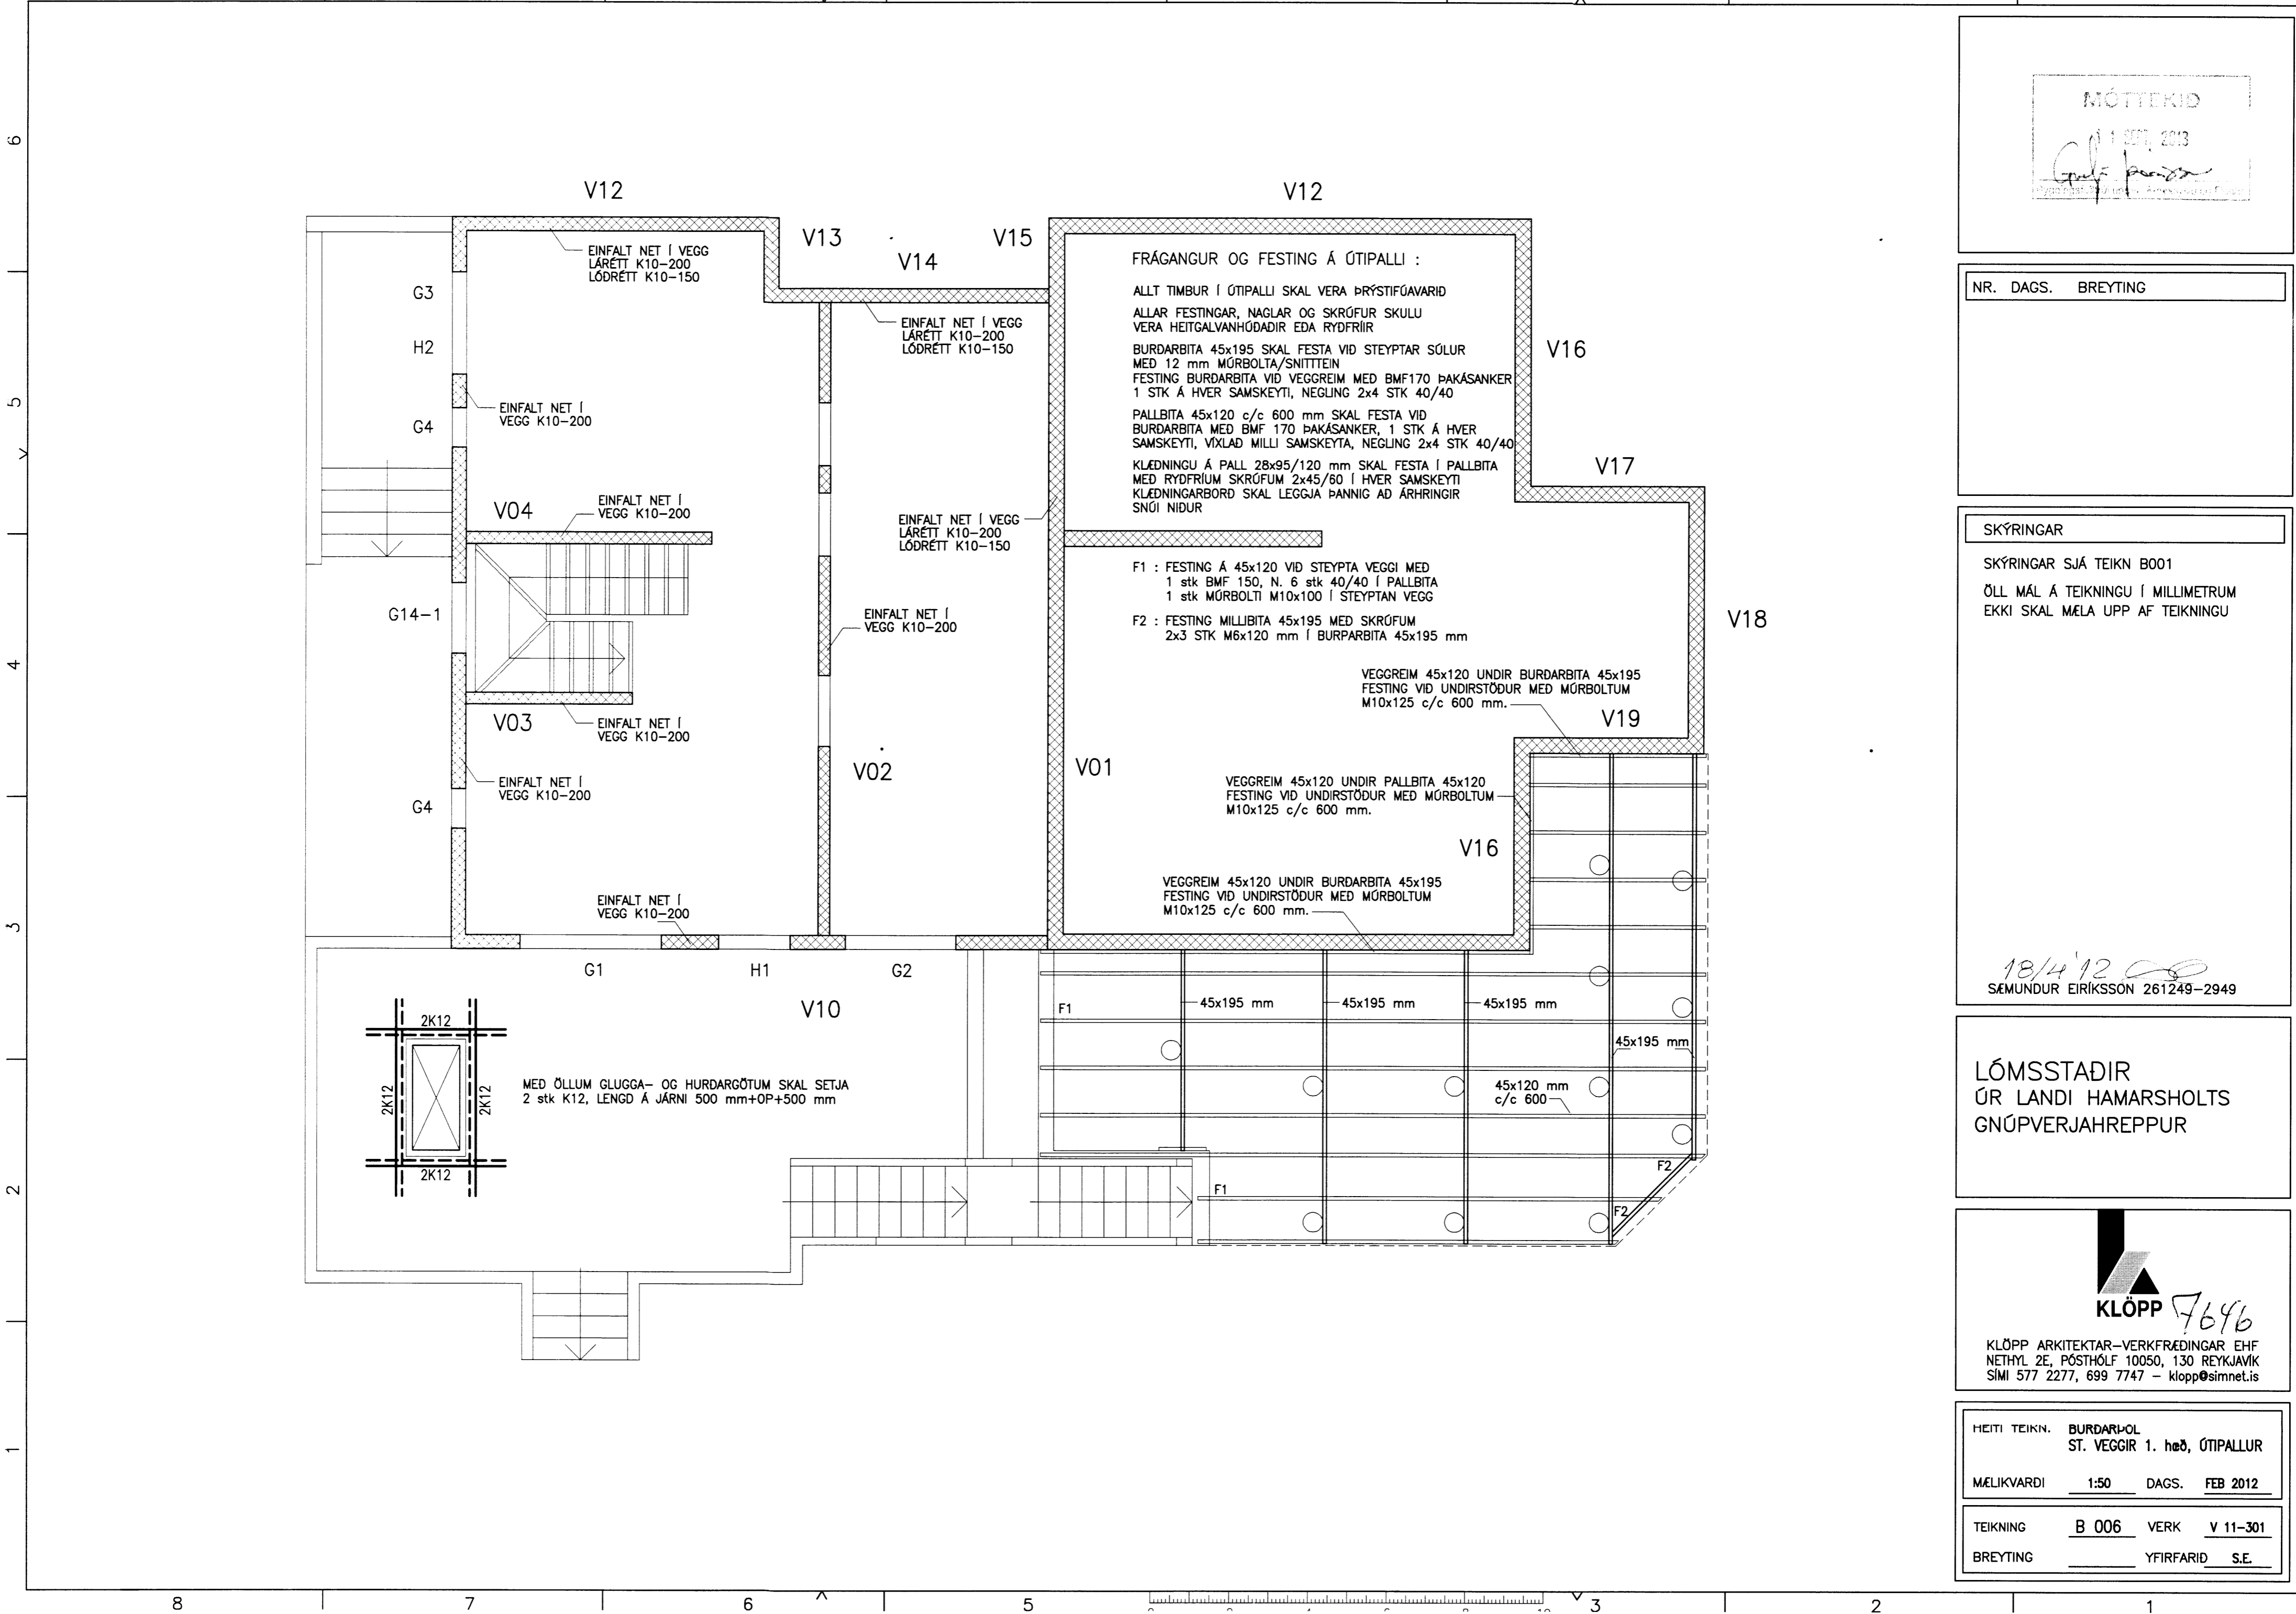 V12
V12
V13
V14
V15
EINFALT NET Í VEGG
LÁRÉTT K10-200
LÓÐRÉTT K10-150
G3
H2
G4
EINFALT NET Í VEGG
LÁRÉTT K10-200
LÓÐRÉTT K10-150
EINFALT NET Í
VEGG K10-200
V04
EINFALT NET Í
VEGG K10-200
EINFALT NET Í VEGG
LÁRÉTT K10-200
LÓÐRÉTT K10-150
G14-1
EINFALT NET Í
VEGG K10-200
V03
EINFALT NET Í
VEGG K10-200
V02
V01
G4
EINFALT NET Í
VEGG K10-200
EINFALT NET Í
VEGG K10-200
G1
H1
G2
V10
FRÁGANGUR OG FESTING Á ÚTIPALLI :
ALLT TIMBUR Í ÚTIPALLI SKAL VERA ÞRÝSTIFÚAVARIÐ
ALLAR FESTINGAR, NAGLAR OG SKRÚFUR SKULU
VERA HEITGALVANHÚÐAÐIR EÐA RYÐFRÍIR
BURÐARBITA 45x195 SKAL FESTA VIÐ STEYPTAR SÚLUR
MEÐ 12 mm MÚRBOLTA/SNITTTEIN
FESTING BURÐARBITA VIÐ VEGGREIM MEÐ BMF170 ÞAKÁSANKER
1 STK Á HVER SAMSKEYTI, NEGLING 2x4 STK 40/40
PALLBITA 45x120 c/c 600 mm SKAL FESTA VIÐ
BURÐARBITA MEÐ BMF 170 ÞAKÁSANKER, 1 STK Á HVER
SAMSKEYTI, VÍXLAÐ MILLI SAMSKEYTA, NEGLING 2x4 STK 40/40
KLÆÐNINGU Á PALL 28x95/120 mm SKAL FESTA Í PALLBITA
MEÐ RYÐFRÍUM SKRÚFUM 2x45/60 Í HVER SAMSKEYTI
KLÆÐNINGARBORÐ SKAL LEGGJA ÞANNIG AÐ ÁRHRINGIR
SNÚI NIÐUR
V16
V17
V18
F1 : FESTING Á 45x120 VIÐ STEYPTA VEGGI MEÐ
1 stk BMF 150, N. 6 stk 40/40 Í PALLBITA
1 stk MÚRBOLTI M10x100 Í STEYPTAN VEGG
F2 : FESTING MILLIBITA 45x195 MEÐ SKRÚFUM
2x3 STK M6x120 mm Í BURÞARBITA 45x195 mm
VEGGREIM 45x120 UNDIR BURÐARBITA 45x195
FESTING VIÐ UNDIRSTÖÐUR MEÐ MÚRBOLTUM
M10x125 c/c 600 mm.
V19
VEGGREIM 45x120 UNDIR PALLBITA 45x120
FESTING VIÐ UNDIRSTÖÐUR MEÐ MÚRBOLTUM
M10x125 c/c 600 mm.
V16
VEGGREIM 45x120 UNDIR BURÐARBITA 45x195
FESTING VIÐ UNDIRSTÖÐUR MEÐ MÚRBOLTUM
M10x125 c/c 600 mm.
F1
45x195 mm
45x195 mm
45x195 mm
45x195 mm
45x120 mm
c/c 600
F2
F2
F1
2K12
2K12
2K12
2K12
MEÐ ÖLLUM GLUGGA- OG HURÐARGÖTUM SKAL SETJA
2 stk K12, LENGD Á JÁRNI 500 mm+OP+500 mm
MÓTTEKIÐ
1 SEPT. 2013
NR. DAGS. BREYTING
SKÝRINGAR
SKÝRINGAR SJÁ TEIKN B001
ÖLL MÁL Á TEIKNINGU Í MILLIMETRUM
EKKI SKAL MÆLA UPP AF TEIKNINGU
18/4 '12
SÆMUNDUR EIRÍKSSON 261249-2949
LÓMSSTAÐIR
ÚR LANDI HAMARSHOLTS
GNÚPVERJAHREPPUR
KLÖPP
7646
KLÖPP ARKITEKTAR-VERKFRÆÐINGAR EHF
NETHYL 2E, PÓSTHÓLF 10050, 130 REYKJAVÍK
SÍMI 577 2277, 699 7747 - klopp@simnet.is
HEITI TEIKN. BURÐARÞOL
ST. VEGGIR 1. hæð, ÚTIPALLUR
MÆLIKVARÐI 1:50 DAGS. FEB 2012
TEIKNING B 006 VERK V 11-301
BREYTING YFIRFARIÐ S.E.
6
5
4
3
2
1
8
7
6
5
3
2
1